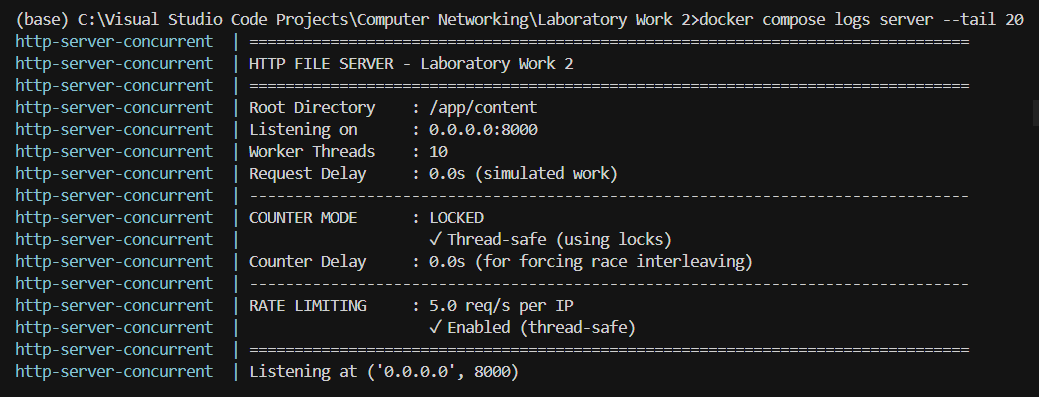 (base) C:\Visual Studio Code Projects\Computer Networking\Laboratory Work 2>docker compose logs server --tail 20
http-server-concurrent  | ================================================================================
http-server-concurrent  | HTTP FILE SERVER - Laboratory Work 2
http-server-concurrent  | ================================================================================
http-server-concurrent  | Root Directory    : /app/content
http-server-concurrent  | Listening on      : 0.0.0.0:8000
http-server-concurrent  | Worker Threads    : 10
http-server-concurrent  | Request Delay     : 0.0s (simulated work)
http-server-concurrent  | --------------------------------------------------------------------------------
http-server-concurrent  | COUNTER MODE      : LOCKED
http-server-concurrent  |                     ✓ Thread-safe (using locks)
http-server-concurrent  | Counter Delay     : 0.0s (for forcing race interleaving)
http-server-concurrent  | --------------------------------------------------------------------------------
http-server-concurrent  | RATE LIMITING     : 5.0 req/s per IP
http-server-concurrent  |                     ✓ Enabled (thread-safe)
http-server-concurrent  | ================================================================================
http-server-concurrent  | Listening at ('0.0.0.0', 8000)